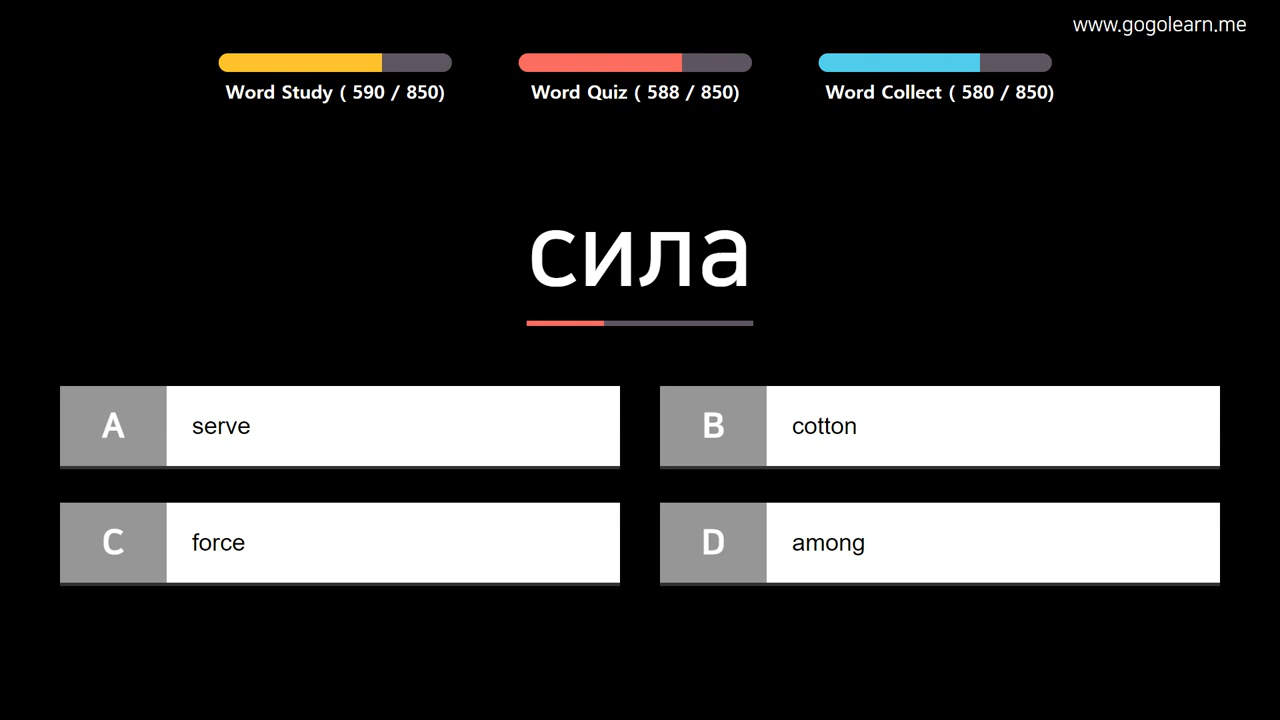 www.gogolearn.me
Word Study ( 590 / 850)
Word Quiz ( 588 / 850)
Word Collect ( 580 / 850)
сила
A serve
B cotton
C force
D among